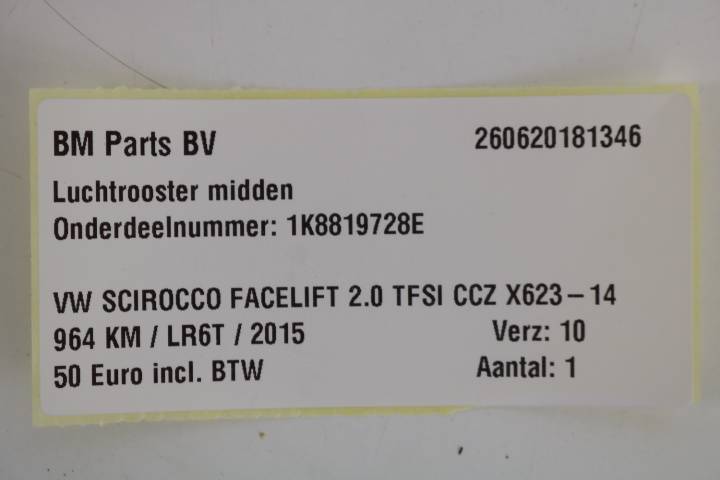 BM Parts BV 260620181346
Luchtrooster midden
Onderdeelnummer: 1K8819728E
VW SCIROCCO FACELIFT 2.0 TFSI CCZ X623-14
964 KM / LR6T / 2015 Verz: 10
50 Euro incl. BTW Aantal: 1